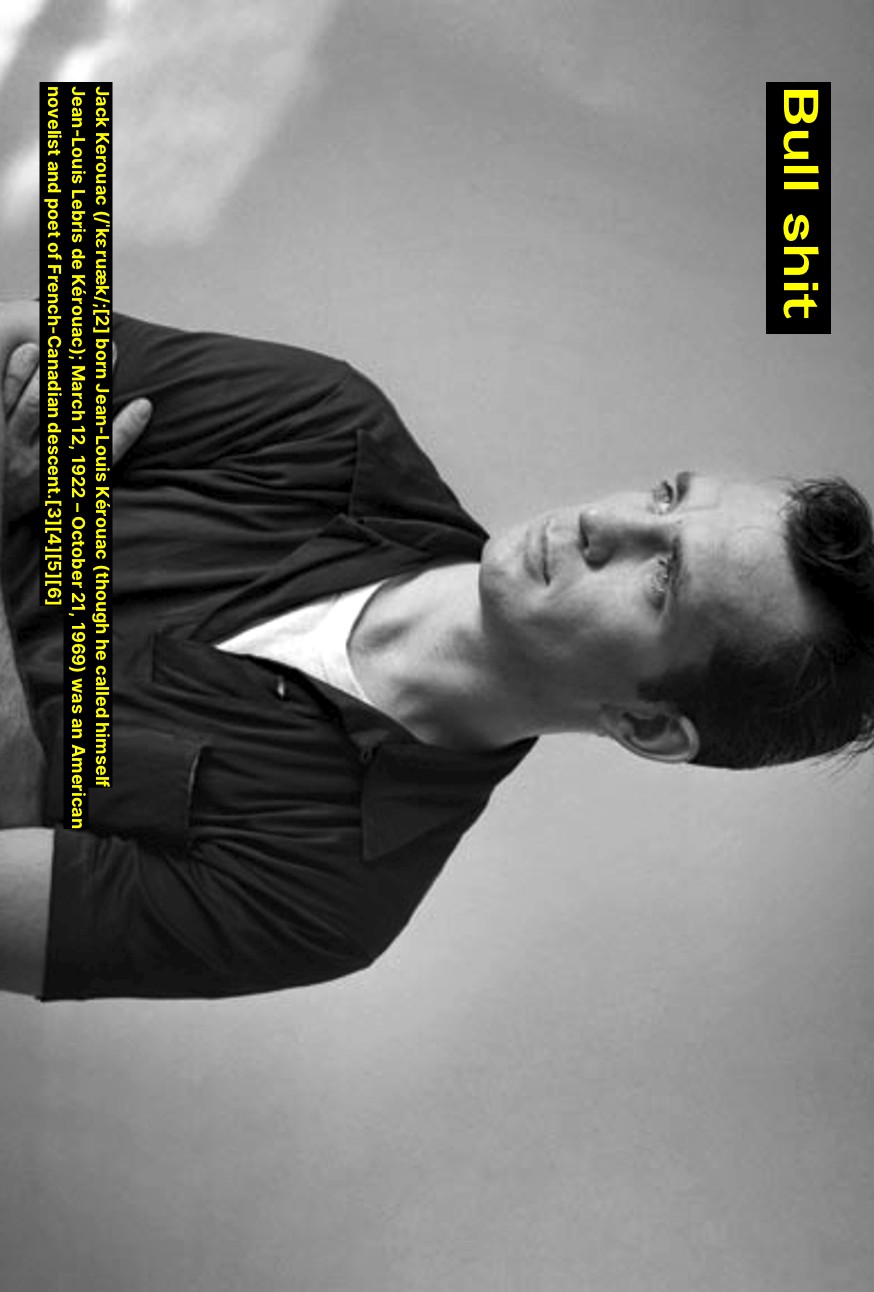 Bull shit
Jack Kerouac (/ˈkɛruæk/;[2] born Jean-Louis Kérouac (though he called himself
Jean-Louis Lebris de Kérouac); March 12, 1922 – October 21, 1969) was an American
novelist and poet of French-Canadian descent.[3][4][5][6]